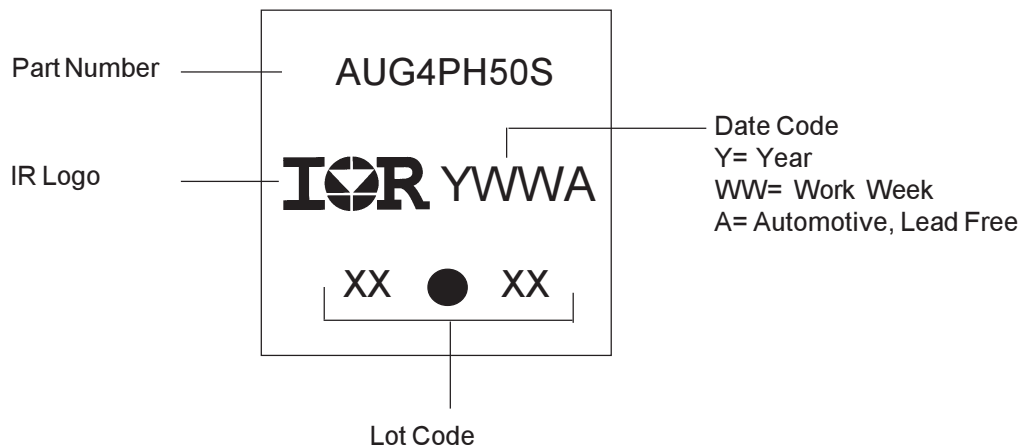 Part Number
AUG4PH50S
IR Logo
IOR YWWA
Date Code
Y= Year
WW= Work Week
A= Automotive, Lead Free
XX ● XX
Lot Code